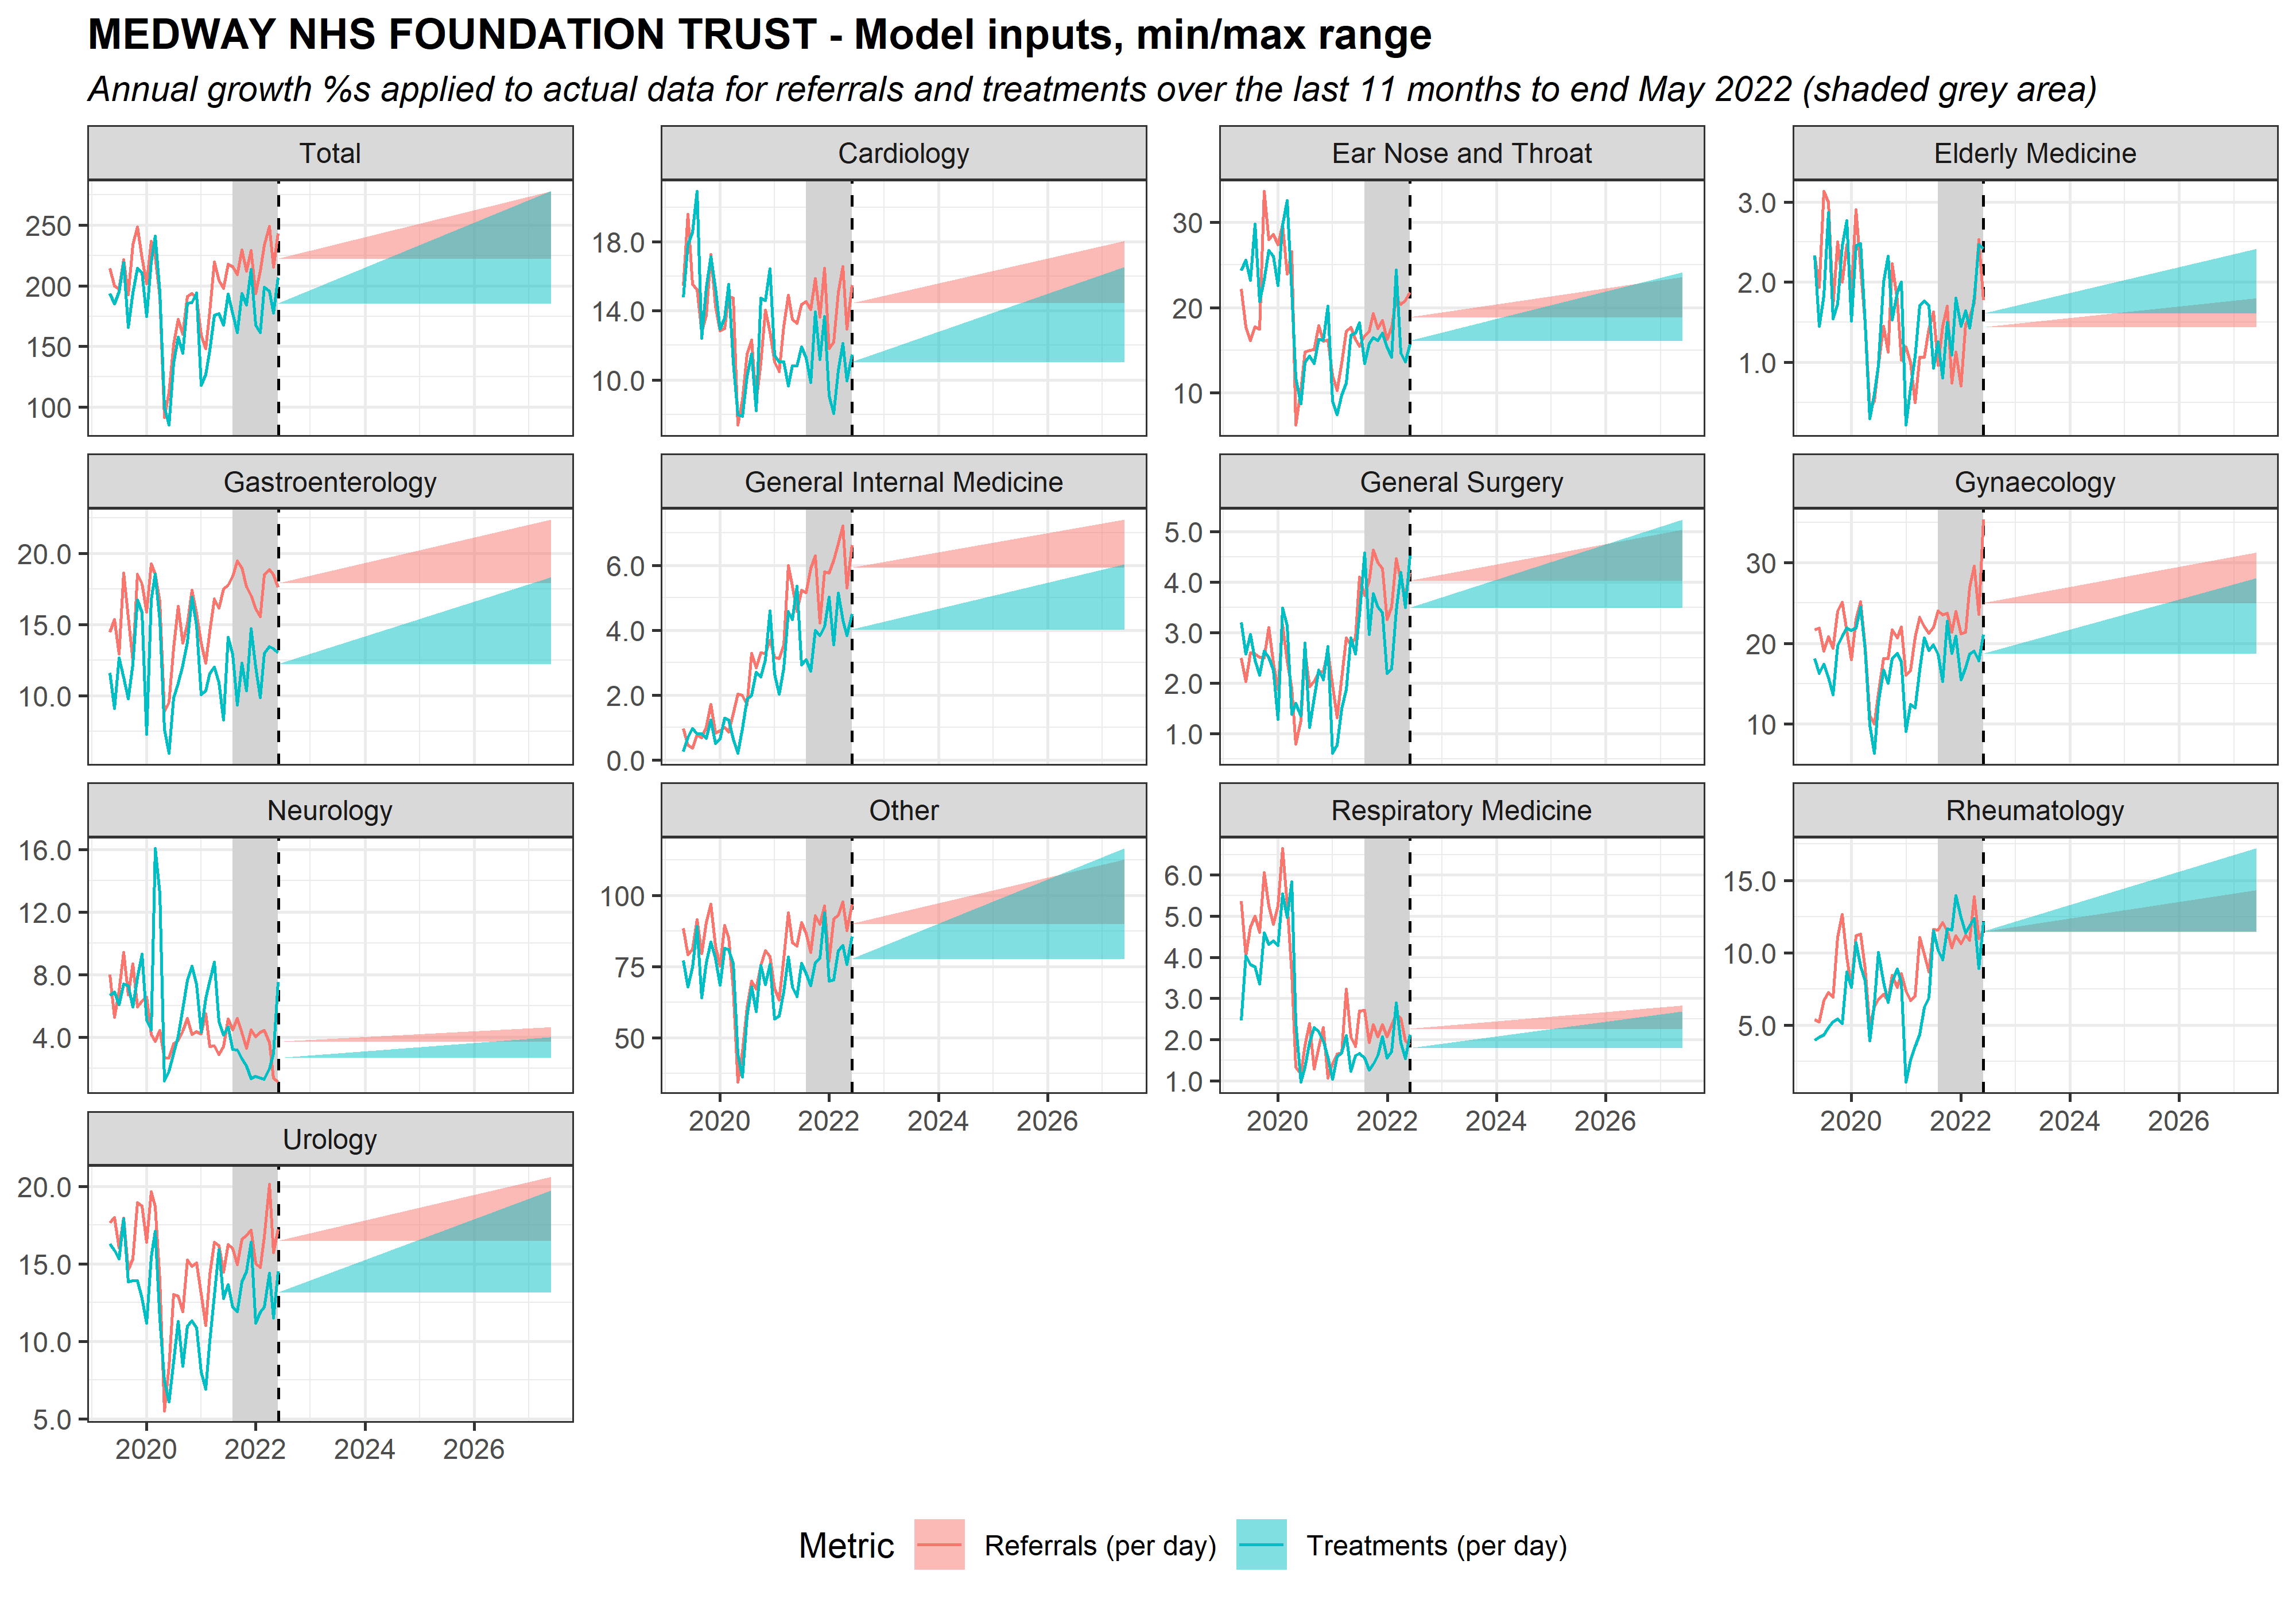 MEDWAY NHS FOUNDATION TRUST - Model inputs, min/max range
Annual growth %s applied to actual data for referrals and treatments over the last 11 months to end May 2022 (shaded grey area)
Total
250
200
150
100
Cardiology
18.0
14.0
10.0
Ear Nose and Throat
30
20
10
Elderly Medicine
3.0
2.0
1.0
Gastroenterology
20.0
15.0
10.0
General Internal Medicine
6.0
4.0
2.0
0.0
General Surgery
5.0
4.0
3.0
2.0
1.0
Gynaecology
30
20
10
Neurology
16.0
12.0
8.0
4.0
Other
100
75
50
2020 2022 2024 2026
Respiratory Medicine
6.0
5.0
4.0
3.0
2.0
1.0
2020 2022 2024 2026
Rheumatology
15.0
10.0
5.0
2020 2022 2024 2026
Urology
20.0
15.0
10.0
5.0
2020 2022 2024 2026
Metric Referrals (per day) Treatments (per day)